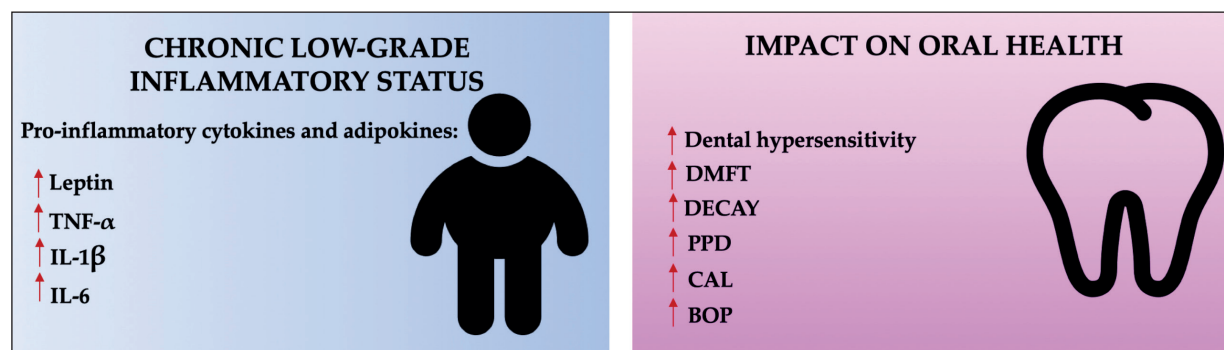 CHRONIC LOW-GRADE
INFLAMMATORY STATUS
Pro-inflammatory cytokines and adipokines:
Leptin
TNF-α
IL-1β
IL-6
IMPACT ON ORAL HEALTH
Dental hypersensitivity
DMFT
DECAY
PPD
CAL
BOP